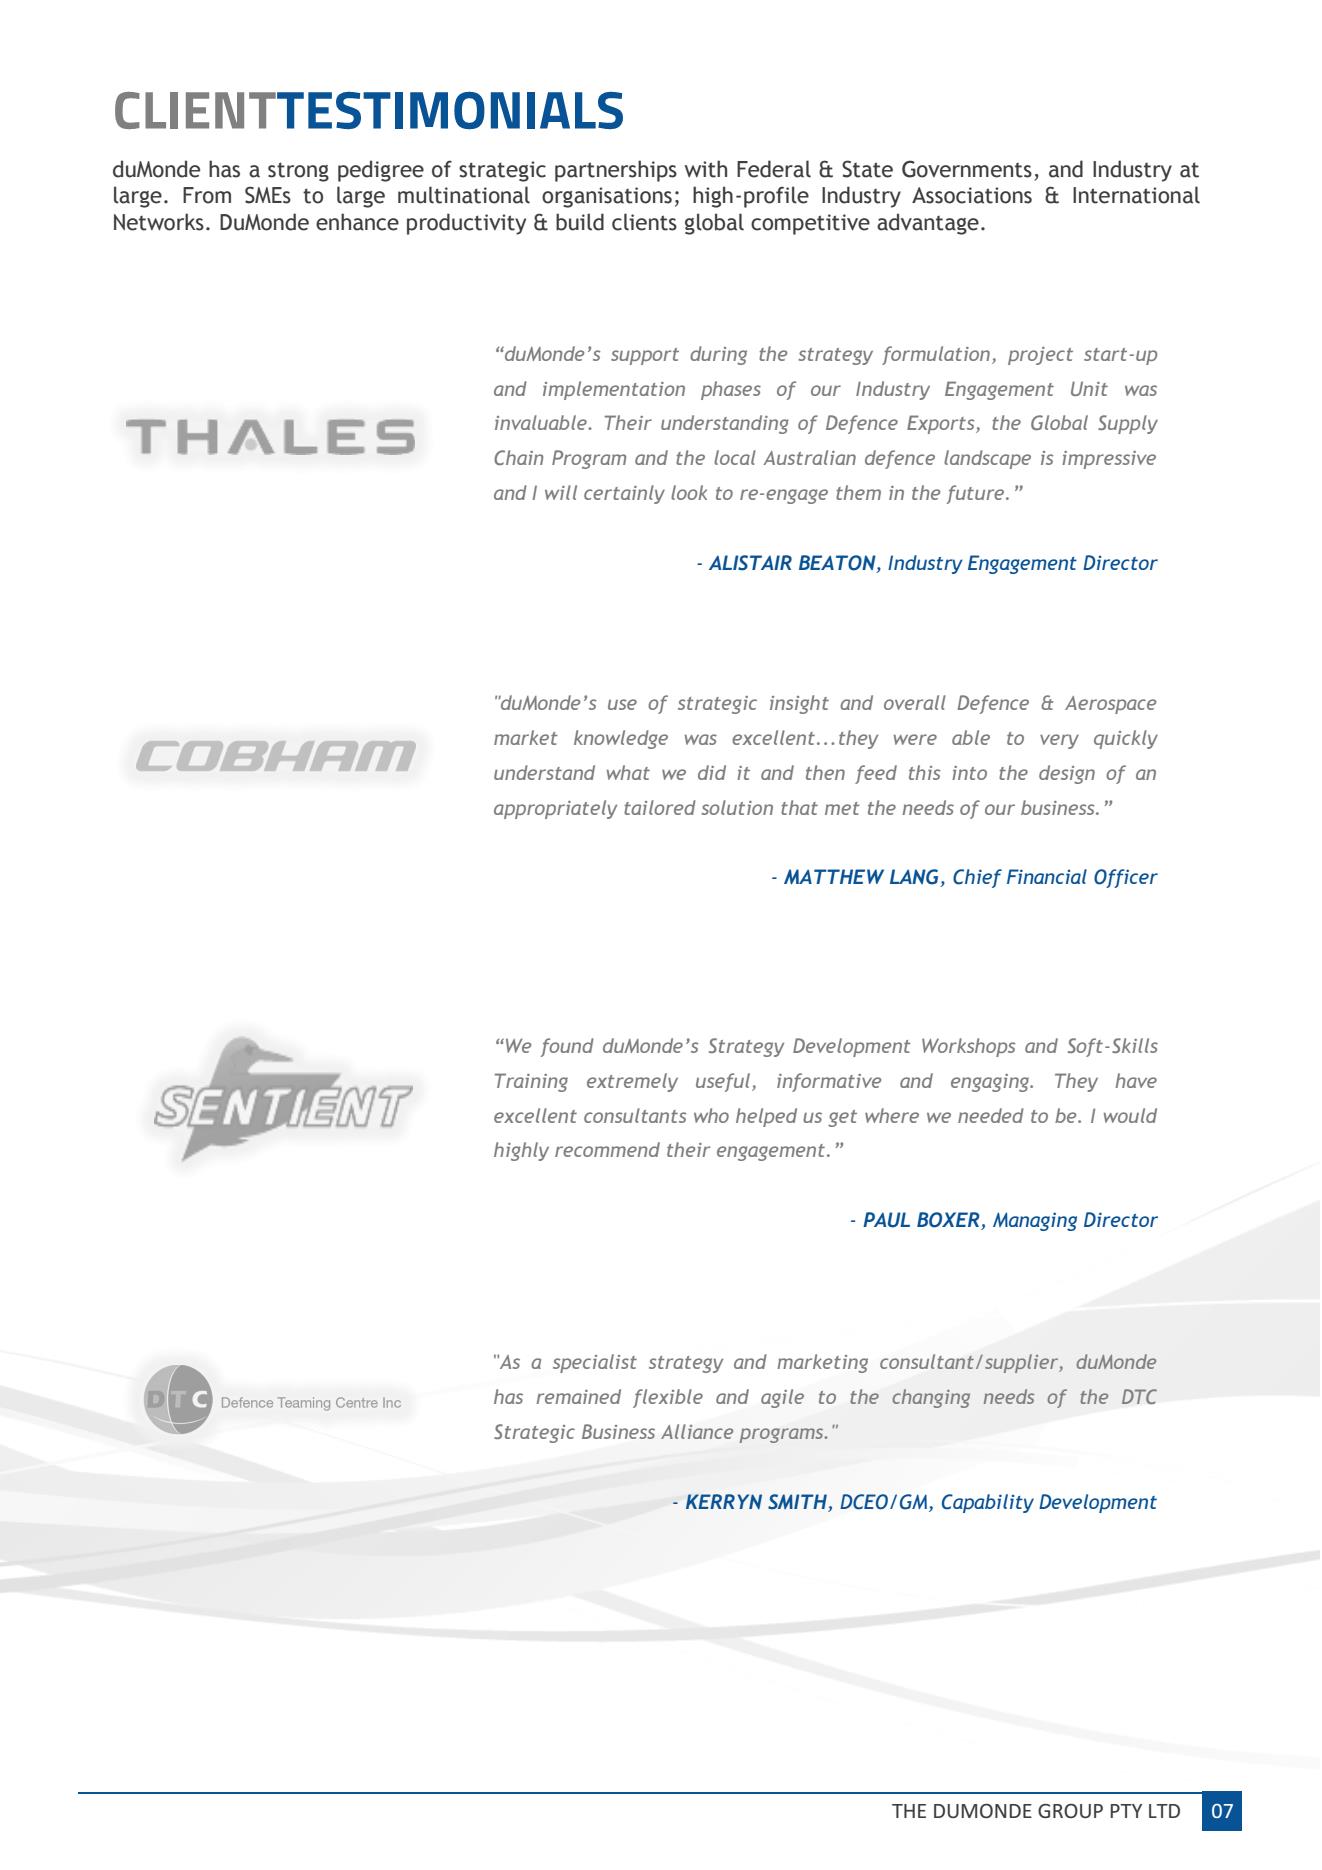 CLIENTTESTIMONIALS
duMonde has a strong pedigree of strategic partnerships with Federal & State Governments, and Industry at
large. From SMEs to large multinational organisations; high-profile Industry Associations & International
Networks. DuMonde enhance productivity & build clients global competitive advantage.
THALES
“duMonde’s support during the strategy formulation, project start-up
and implementation phases of our Industry Engagement Unit was
invaluable. Their understanding of Defence Exports, the Global Supply
Chain Program and the local Australian defence landscape is impressive
and I will certainly look to re-engage them in the future.”
- ALISTAIR BEATON, Industry Engagement Director
COBHAM
"duMonde’s use of strategic insight and overall Defence & Aerospace
market knowledge was excellent...they were able to very quickly
understand what we did it and then feed this into the design of an
appropriately tailored solution that met the needs of our business.”
- MATTHEW LANG, Chief Financial Officer
SENTIENT
“We found duMonde’s Strategy Development Workshops and Soft-Skills
Training extremely useful, informative and engaging. They have
excellent consultants who helped us get where we needed to be. I would
highly recommend their engagement.”
- PAUL BOXER, Managing Director
DTC Defence Teaming Centre Inc
"As a specialist strategy and marketing consultant/supplier, duMonde
has remained flexible and agile to the changing needs of the DTC
Strategic Business Alliance programs."
- KERRYN SMITH, DCEO/GM, Capability Development
THE DUMONDE GROUP PTY LTD 07